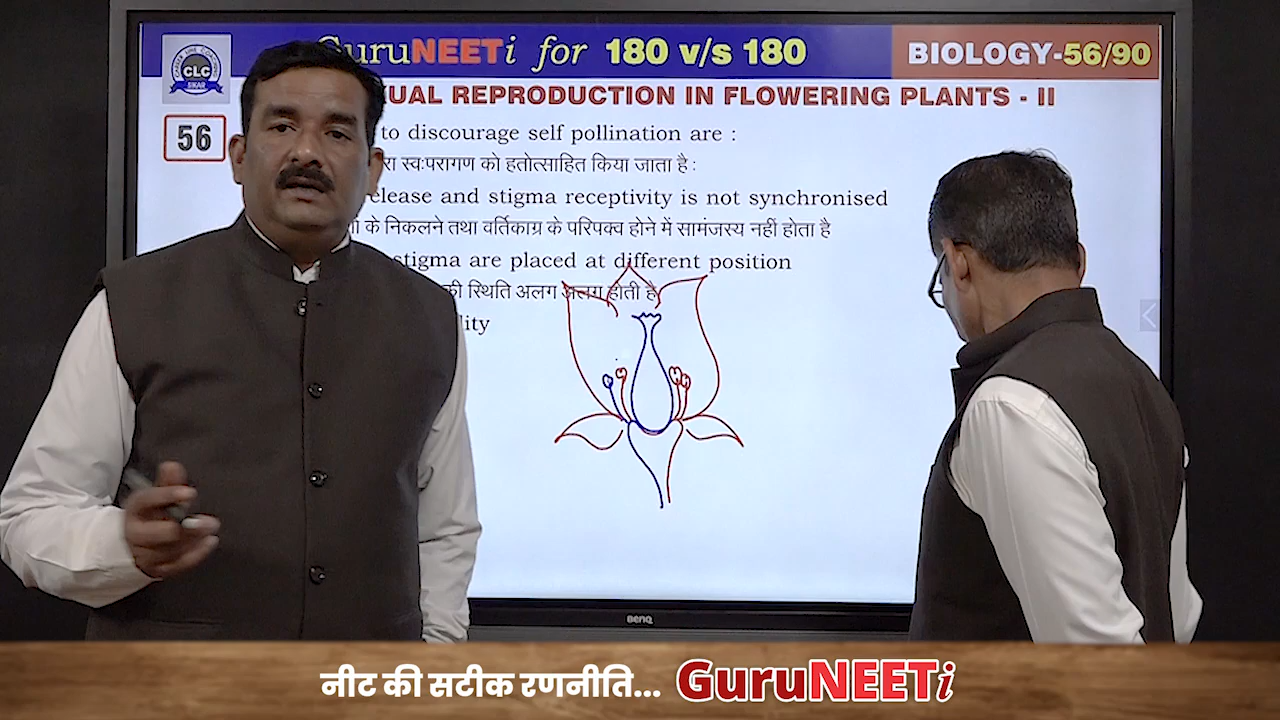 GuruNEETi for 180 v/s 180
BIOLOGY-56/90
CLC
SIKAR
XUAL REPRODUCTION IN FLOWERING PLANTS - II
56
to discourage self pollination are :
रा स्वःपरागण को हतोत्साहित किया जाता है :
elease and stigma receptivity is not synchronised
के निकलने तथा वर्तिकाग्र के परिपक्व होने में सामंजस्य नहीं होता है
stigma are placed at different position
की स्थिति अलग अलग होती है
lity
BenQ
नीट की सटीक रणनीति... GuruNEETi